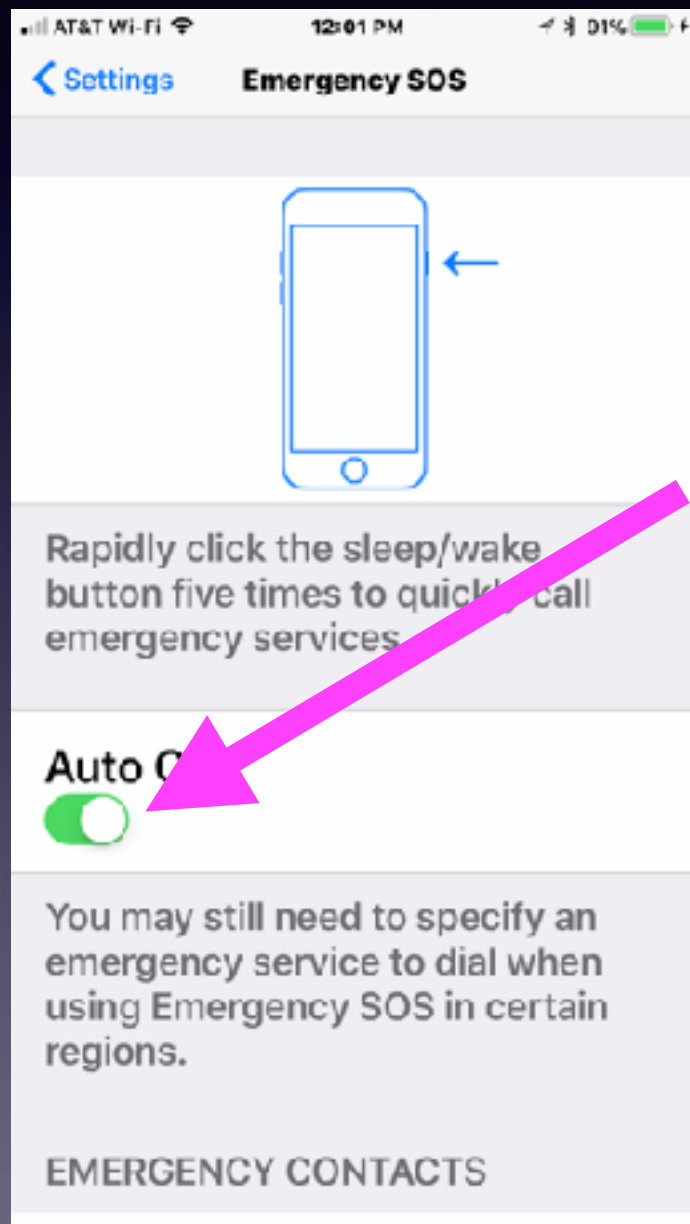 AT&T Wi-Fi 12:01 PM 91%
Settings Emergency SOS
Rapidly click the sleep/wake
button five times to quickly call
emergency services
Auto
You may still need to specify an
emergency service to dial when
using Emergency SOS in certain
regions.
EMERGENCY CONTACTS